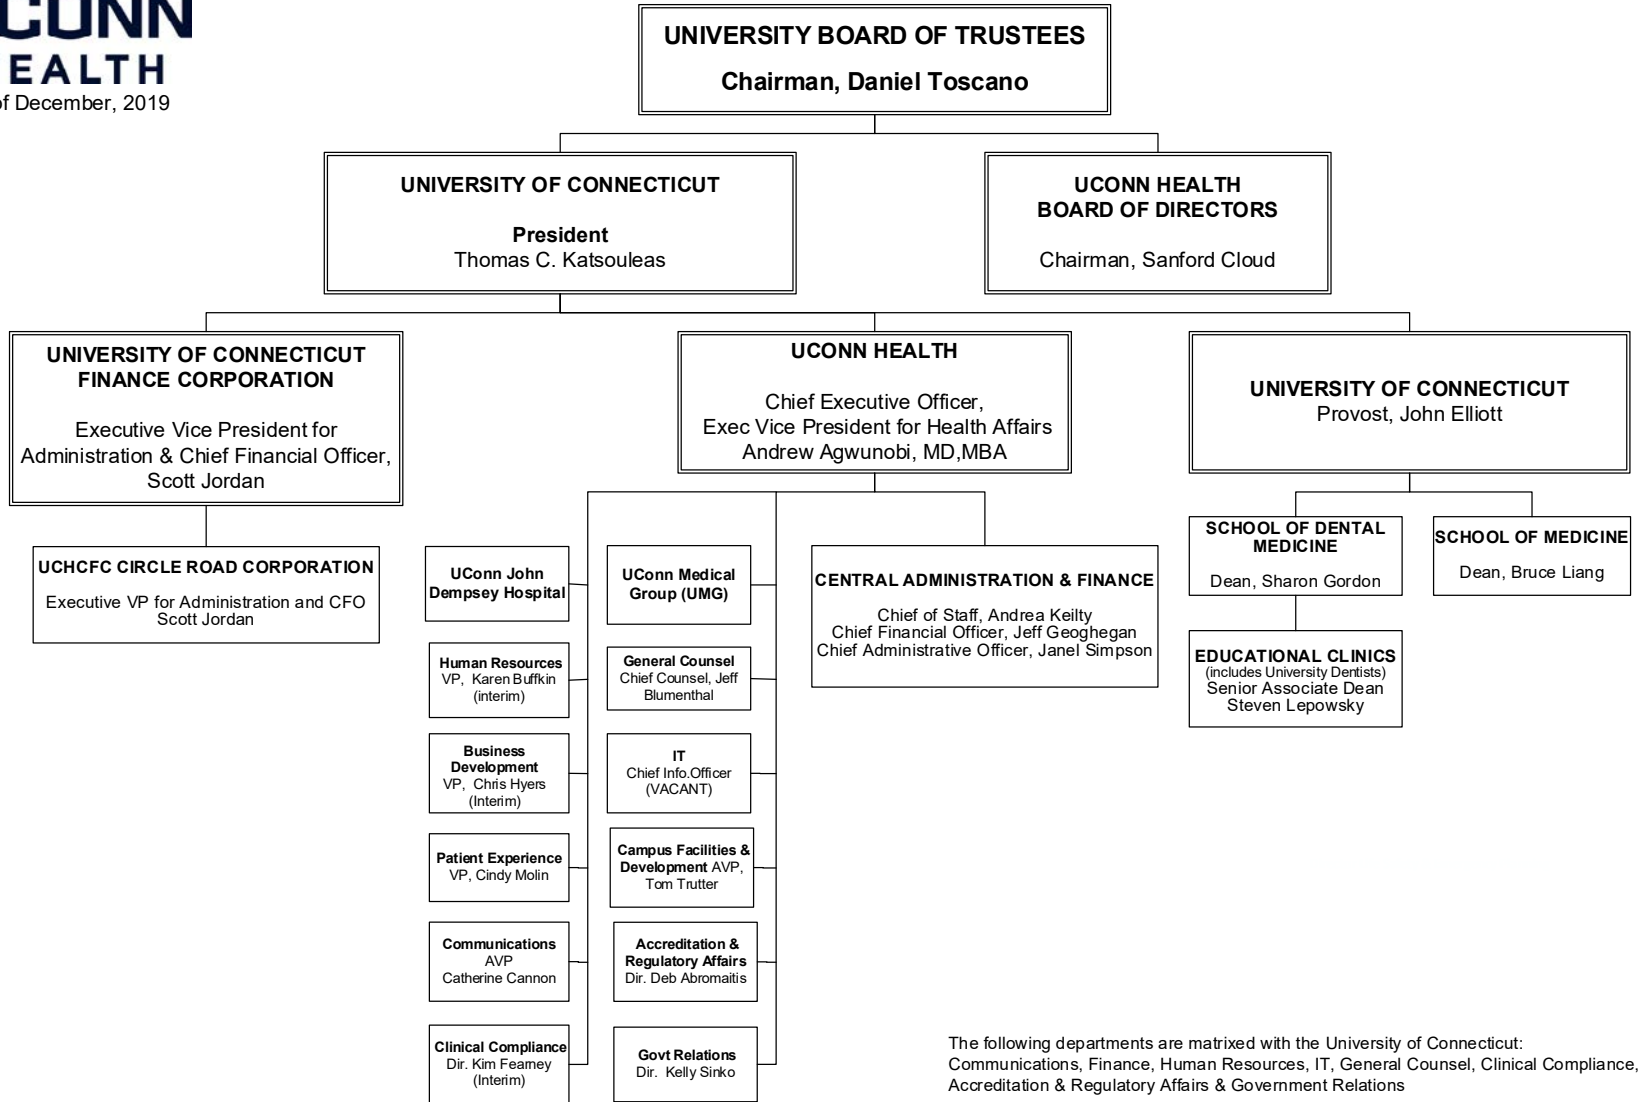 CUNN
EALTH
of December, 2019
UNIVERSITY BOARD OF TRUSTEES
Chairman, Daniel Toscano
UNIVERSITY OF CONNECTICUT
President
Thomas C. Katsouleas
UCONN HEALTH
BOARD OF DIRECTORS
Chairman, Sanford Cloud
UNIVERSITY OF CONNECTICUT
FINANCE CORPORATION
Executive Vice President for
Administration & Chief Financial Officer,
Scott Jordan
UCONN HEALTH
Chief Executive Officer,
Exec Vice President for Health Affairs
Andrew Agwunobi, MD,MBA
UNIVERSITY OF CONNECTICUT
Provost, John Elliott
UCHCFC CIRCLE ROAD CORPORATION
Executive VP for Administration and CFO
Scott Jordan
UConn John
Dempsey Hospital
UConn Medical
Group (UMG)
CENTRAL ADMINISTRATION & FINANCE
Chief of Staff, Andrea Keilty
Chief Financial Officer, Jeff Geoghegan
Chief Administrative Officer, Janel Simpson
SCHOOL OF DENTAL
MEDICINE
Dean, Sharon Gordon
SCHOOL OF MEDICINE
Dean, Bruce Liang
EDUCATIONAL CLINICS
(includes University Dentists)
Senior Associate Dean
Steven Lepowsky
Human Resources
VP, Karen Buffkin
(interim)
General Counsel
Chief Counsel, Jeff
Blumenthal
Business
Development
VP, Chris Hyers
(Interim)
IT
Chief Info.Officer
(VACANT)
Patient Experience
VP, Cindy Molin
Campus Facilities &
Development AVP,
Tom Trutter
Communications
AVP
Catherine Cannon
Accreditation &
Regulatory Affairs
Dir. Deb Abromaitis
Clinical Compliance
Dir. Kim Fearney
(Interim)
Govt Relations
Dir. Kelly Sinko
The following departments are matrixed with the University of Connecticut:
Communications, Finance, Human Resources, IT, General Counsel, Clinical Compliance,
Accreditation & Regulatory Affairs & Government Relations